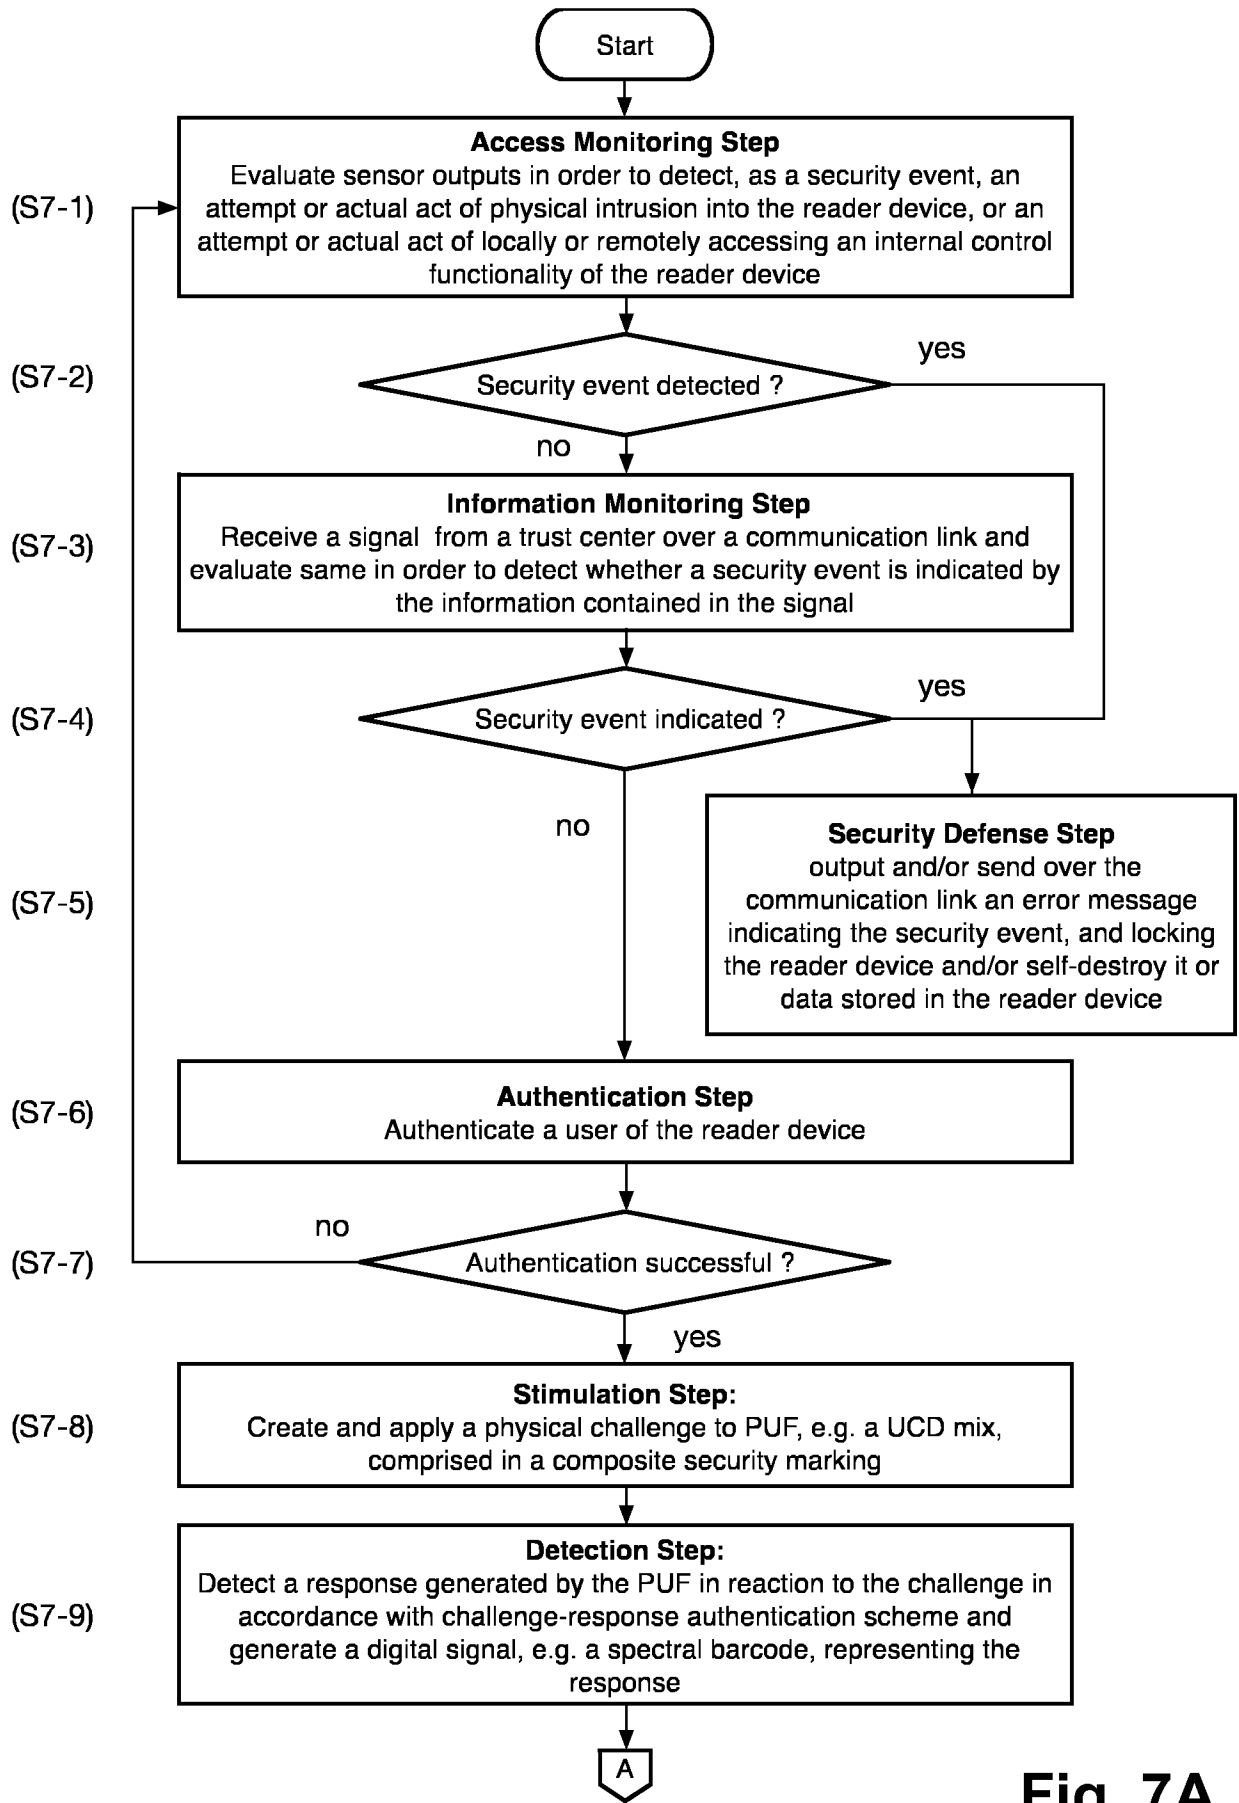 Start
Access Monitoring Step
(S7-1)
Evaluate sensor outputs in order to detect, as a security event, an
attempt or actual act of physical intrusion into the reader device, or an
attempt or actual act of locally or remotely accessing an internal control
functionality of the reader device
(S7-2)
Security event detected ?
yes
no
(S7-3)
Information Monitoring Step
Receive a signal from a trust center over a communication link and
evaluate same in order to detect whether a security event is indicated by
the information contained in the signal
(S7-4)
Security event indicated ?
yes
no
(S7-5)
Security Defense Step
output and/or send over the
communication link an error message
indicating the security event, and locking
the reader device and/or self-destroy it or
data stored in the reader device
(S7-6)
Authentication Step
Authenticate a user of the reader device
no
(S7-7)
Authentication successful ?
yes
(S7-8)
Stimulation Step:
Create and apply a physical challenge to PUF, e.g. a UCD mix,
comprised in a composite security marking
(S7-9)
Detection Step:
Detect a response generated by the PUF in reaction to the challenge in
accordance with challenge-response authentication scheme and
generate a digital signal, e.g. a spectral barcode, representing the
response
A
Fig. 7A